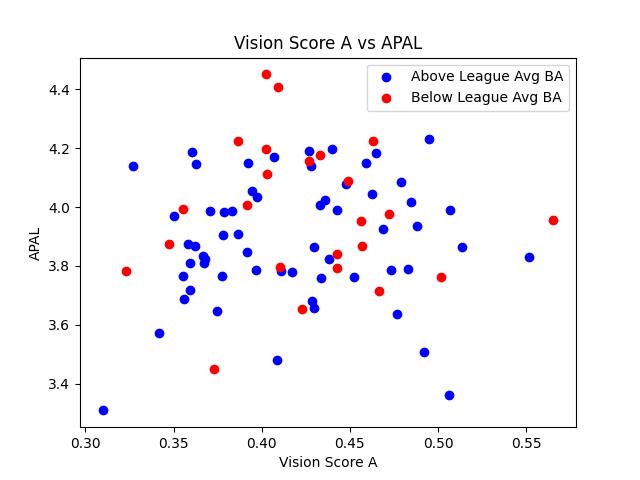 Vision Score A vs APAL
Above League Avg BA
Below League Avg BA
4.4
4.2
4.0
3.8
3.6
3.4
APAL
0.30 0.35 0.40 0.45 0.50 0.55
Vision Score A